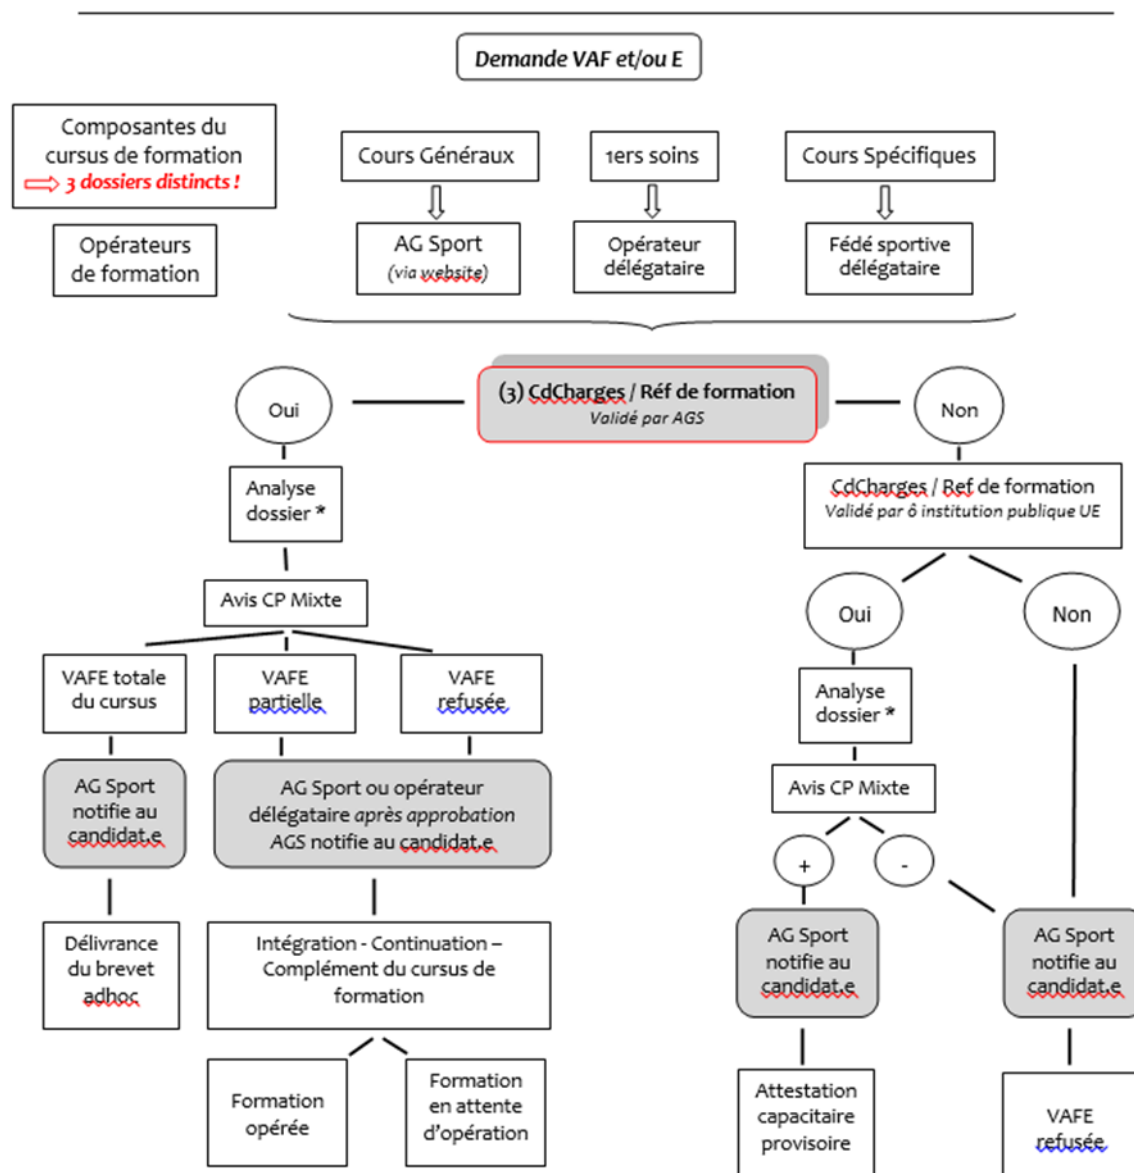 Demande VAF et/ou E
Composantes du
cursus de formation
⇨ 3 dossiers distincts !
Cours Généraux
1ers soins
Cours Spécifiques
Opérateurs
de formation
AG Sport
(via website)
Opérateur
délégataire
Fédé sportive
délégataire
(3) CdCharges / Réf de formation
Validé par AGS
Oui
Non
Analyse
dossier *
CdCharges / Ref de formation
Validé par ô institution publique UE
Avis CP Mixte
Oui
Non
VAFE totale
du cursus
VAFE
partielle
VAFE
refusée
Analyse
dossier *
AG Sport
notifie au
candidat.e
AG Sport ou opérateur
délégataire après approbation
AGS notifie au candidat.e
Avis CP Mixte
+
-
Délivrance
du brevet
adhoc
Intégration - Continuation –
Complément du cursus de
formation
AG Sport
notifie au
candidat.e
AG Sport
notifie au
candidat.e
Formation
opérée
Formation
en attente
d'opération
Attestation
capacitaire
provisoire
VAFE
refusée